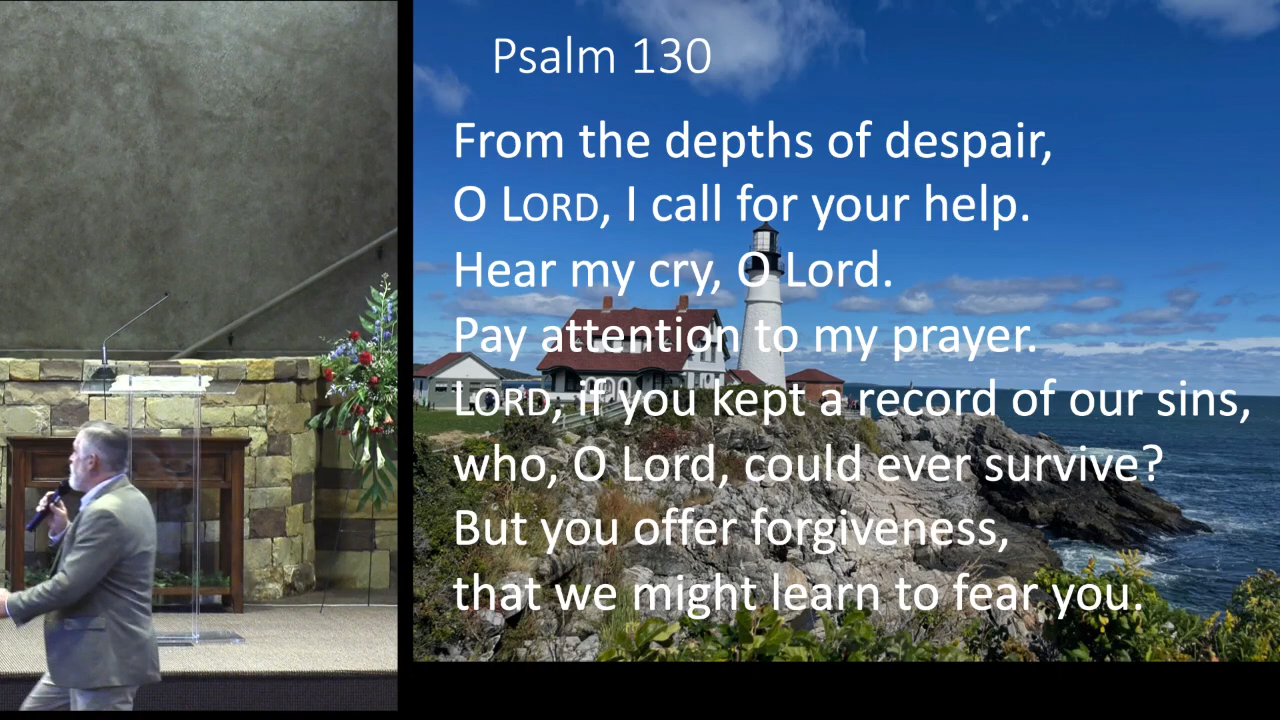 Psalm 130
From the depths of despair,
O LORD, I call for your help.
Hear my cry, O Lord.
Pay attention to my prayer.
LORD, if you kept a record of our sins,
who, O Lord, could ever survive?
But you offer forgiveness,
that we might learn to fear you.